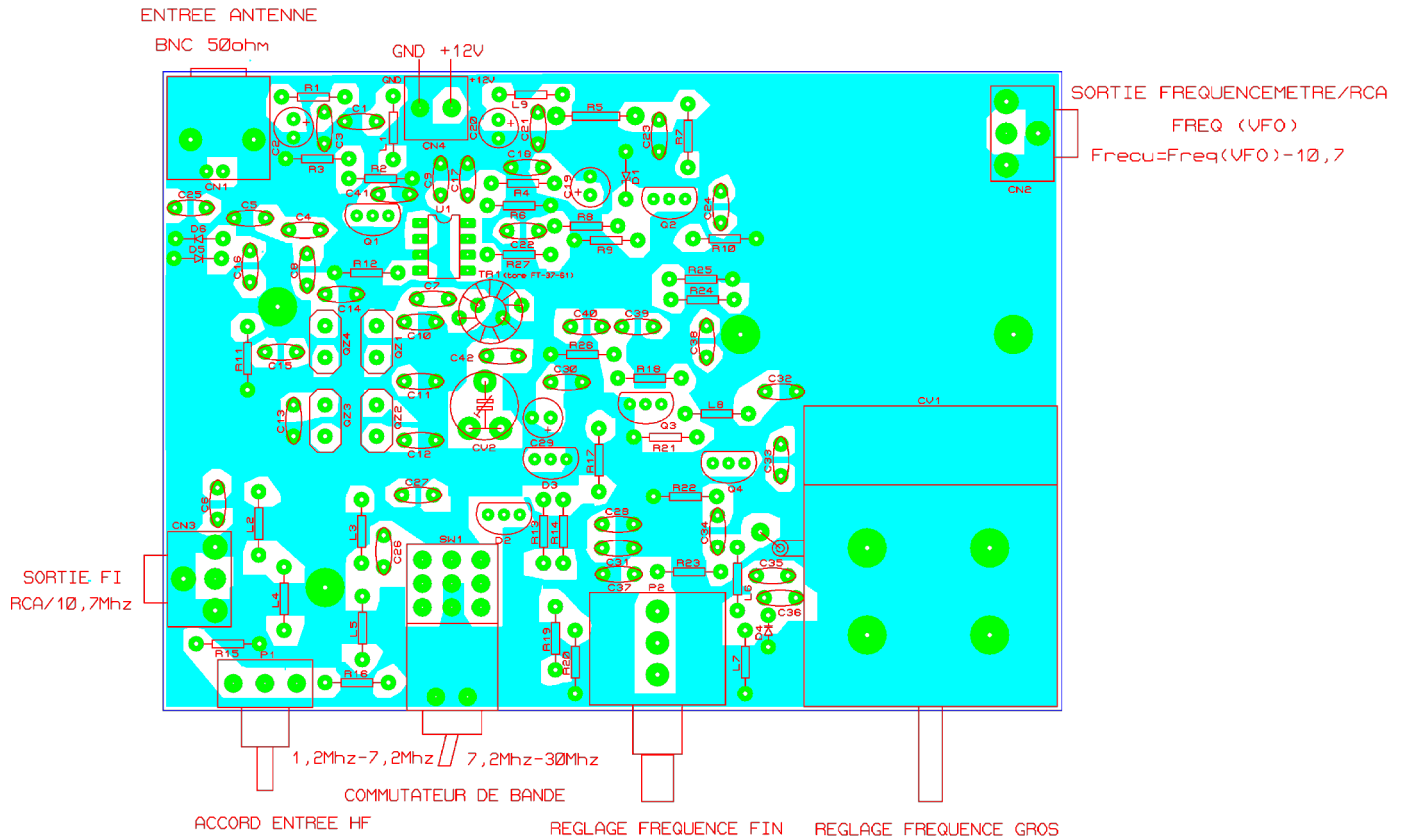 ENTREE ANTENNE
BNC 50ohm
GND +12V
GND
+12V
R1
L9
R5
C1
C2
C3
L1
CN4
C20
C21
C23
R7
SORTIE FREQUENCEMETRE/RCA
FREQ (VFO)
Frecu=Freq(VFO)-10,7
CN2
R3
R2
C9
C17
C18
D1
CN1
C41
R4
C19
C25
C5
C4
Q1
U1
R6
R8
Q2
C24
D6
D5
C22
R9
R10
C16
C8
R12
R27
TR1 (tore FT-37-61)
R25
R24
C14
C7
C10
C40
C39
C38
R11
C15
QZ4
QZ1
C42
R26
R18
C11
C30
C32
C13
QZ3
QZ2
CV2
C29
Q3
L8
CV1
C12
R21
R17
C33
Q4
C6
C27
D3
R22
CN3
L2
L3
C26
SW1
D2
R13
R14
C28
C34
C31
C37
R23
L6
C35
C36
P2
SORTIE FI
RCA/10,7Mhz
L4
L5
R19
R20
D4
L7
R15
P1
R16
1,2Mhz-7,2Mhz
7,2Mhz-30Mhz
COMMUTATEUR DE BANDE
ACCORD ENTREE HF
REGLAGE FREQUENCE FIN
REGLAGE FREQUENCE GROS